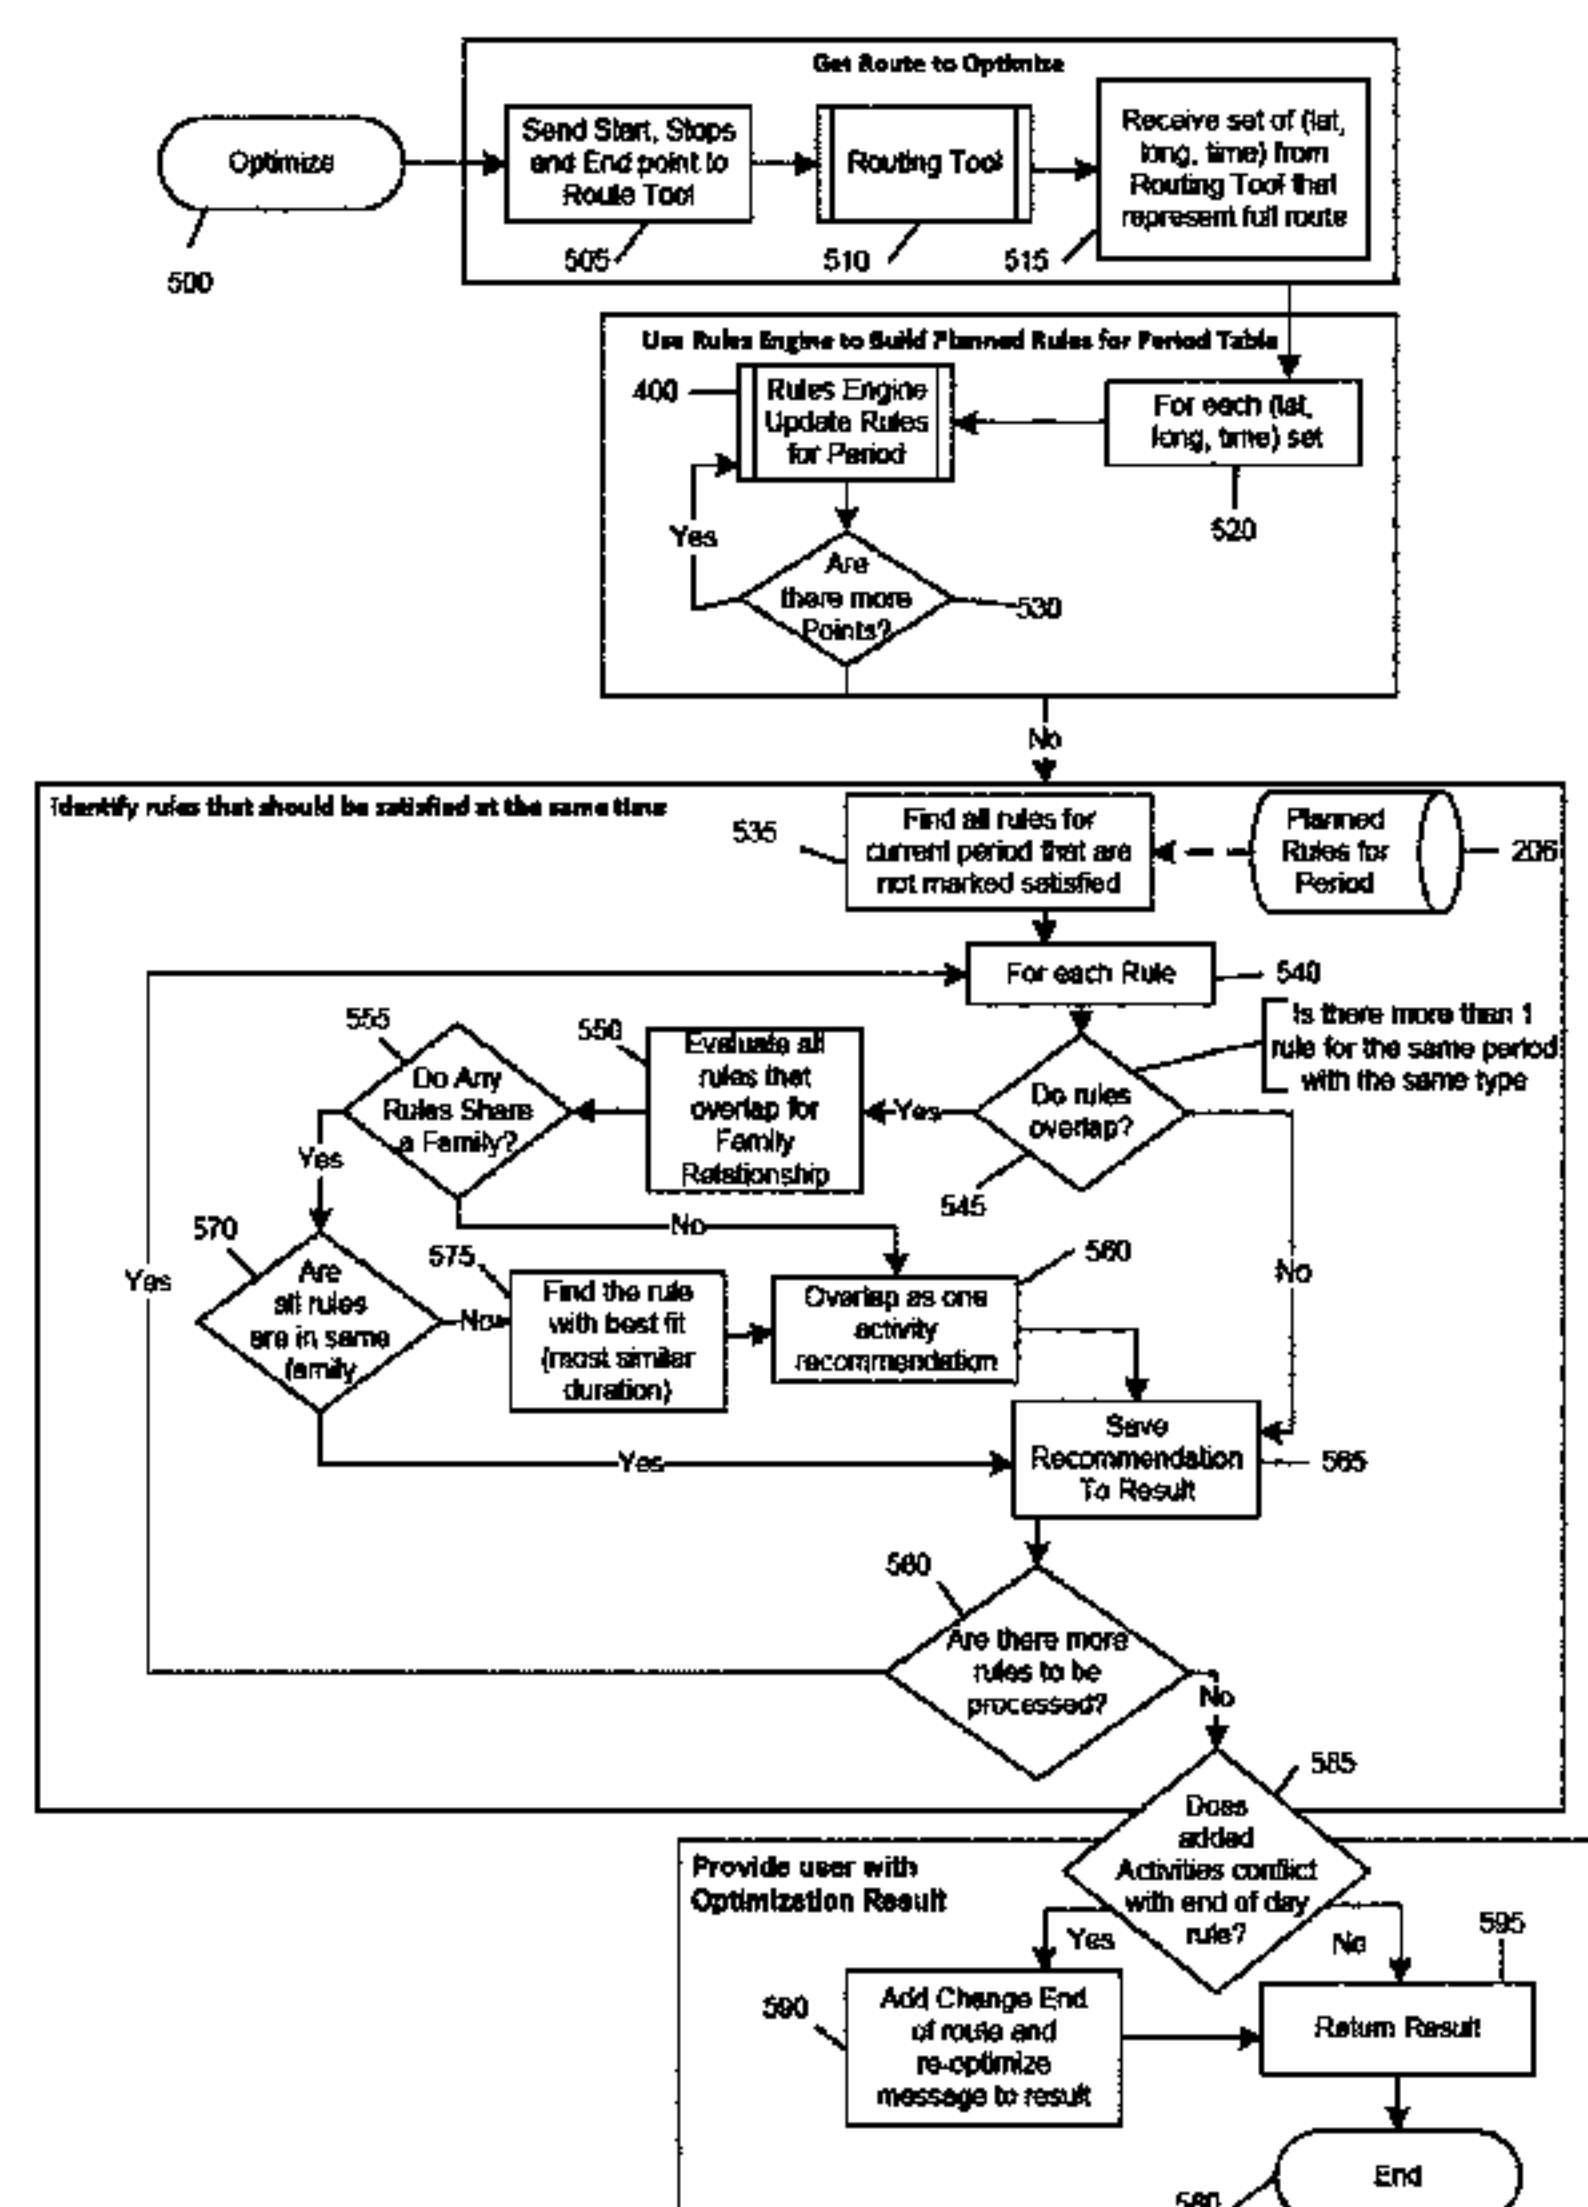 Get Route to Optimize
Optimize
500
Send Start, Stops
and End point to
Route Tool
505
Routing Tool
510
Receive set of (lat,
long, time) from
Routing Tool that
represent full route
515
Use Rules Engine to Build Planned Rules for Period Table
400
Rules Engine
Update Rules
for Period
For each (lat,
long, time) set
520
Yes
Are
there more
Points?
530
No
Identify rules that should be satisfied at the same time
535
Find all rules for
current period that are
not marked satisfied
Planned
Rules for
Period
206
For each Rule
540
Is there more than 1
rule for the same period
with the same type
555
Do Any
Rules Share
a Family?
550
Evaluate all
rules that
overlap for
Family
Relationship
Yes
Do rules
overlap?
545
Yes
No
No
570
Are
all rules
are in same
family
Yes
No
575
Find the rule
with best fit
(most similar
duration)
560
Overlap as one
activity
recommendation
Yes
Save
Recommendation
To Result
565
580
Are there more
rules to be
processed?
No
585
Does
added
Activities conflict
with end of day
rule?
Provide user with
Optimization Result
Yes
No
595
590
Add Change End
of route and
re-optimize
message to result
Return Result
End